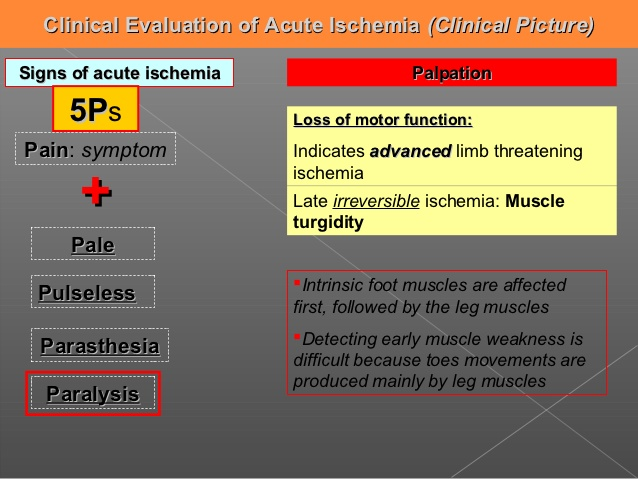 Clinical Evaluation of Acute Ischemia (Clinical Picture)
Signs of acute ischemia
5Ps
Pain: symptom
+
Pale
Pulseless
Parasthesia
Paralysis
Palpation
Loss of motor function:
Indicates advanced limb threatening
ischemia
Late irreversible ischemia: Muscle
turgidity
Intrinsic foot muscles are affected
first, followed by the leg muscles
Detecting early muscle weakness is
difficult because toes movements are
produced mainly by leg muscles